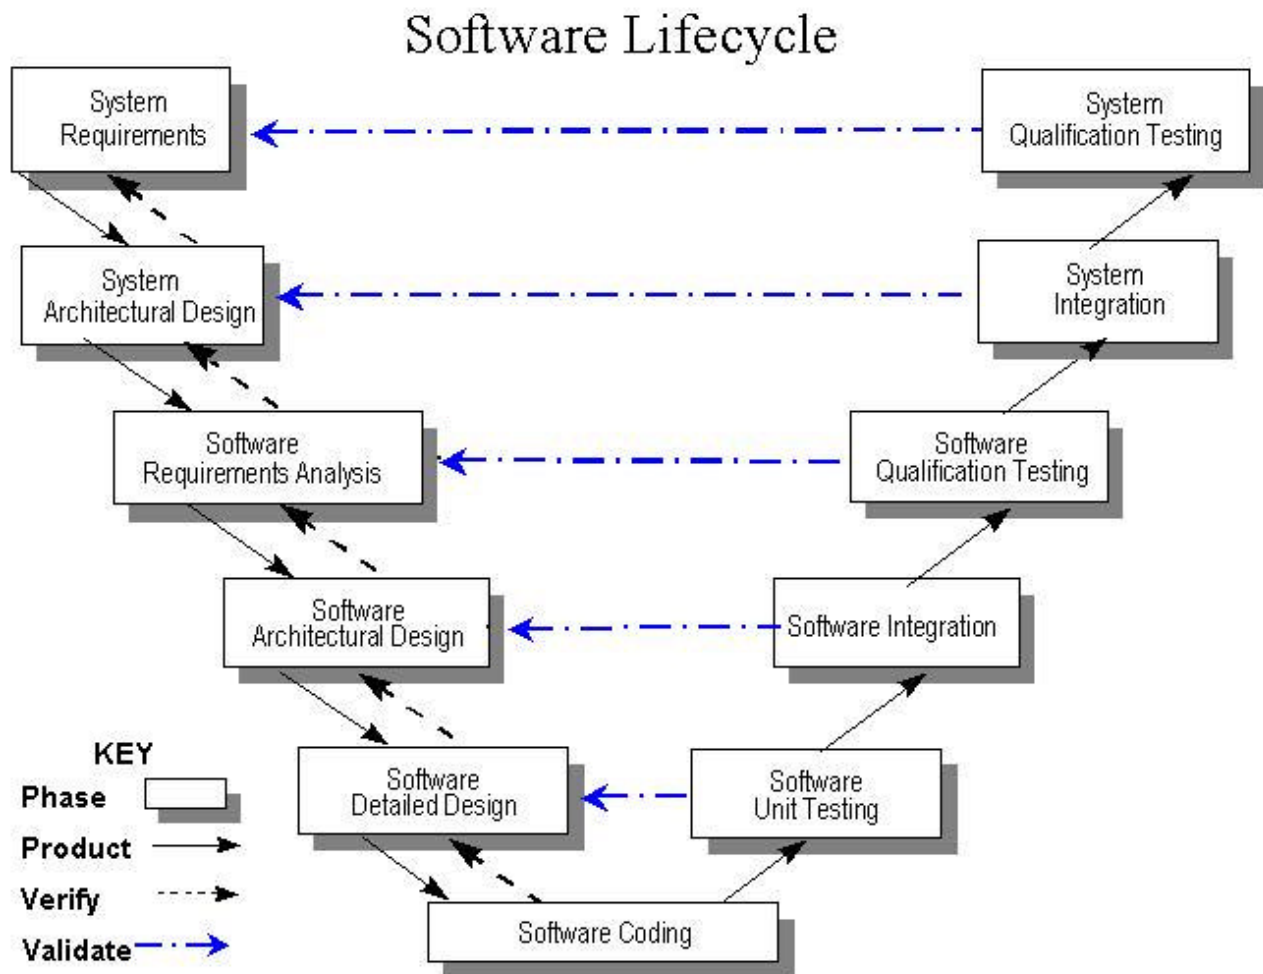 Software Lifecycle
System
Requirements
System
Qualification Testing
System
Architectural Design
System
Integration
Software
Requirements Analysis
Software
Qualification Testing
Software
Architectural Design
Software Integration
Software
Detailed Design
Software
Unit Testing
Software Coding
KEY
Phase
Product
Verify
Validate